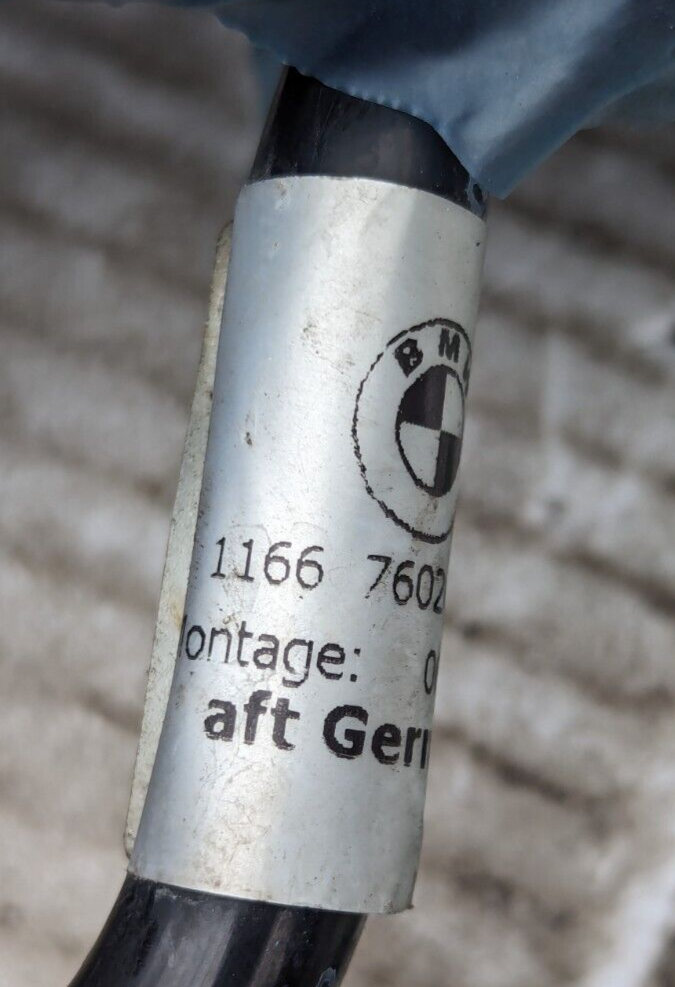 BM
1166 7602
ontage: 0
aft Ger